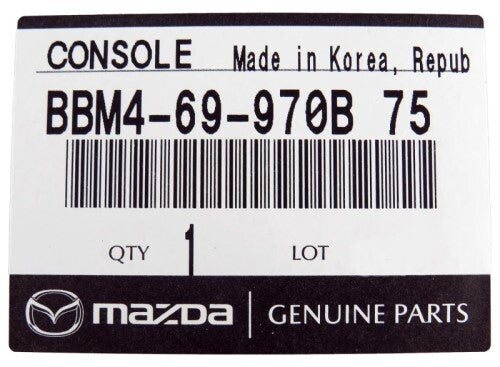 CONSOLE Made in Korea, Repub
BBM4-69-970B 75
QTY 1 LOT
mazda | GENUINE PARTS